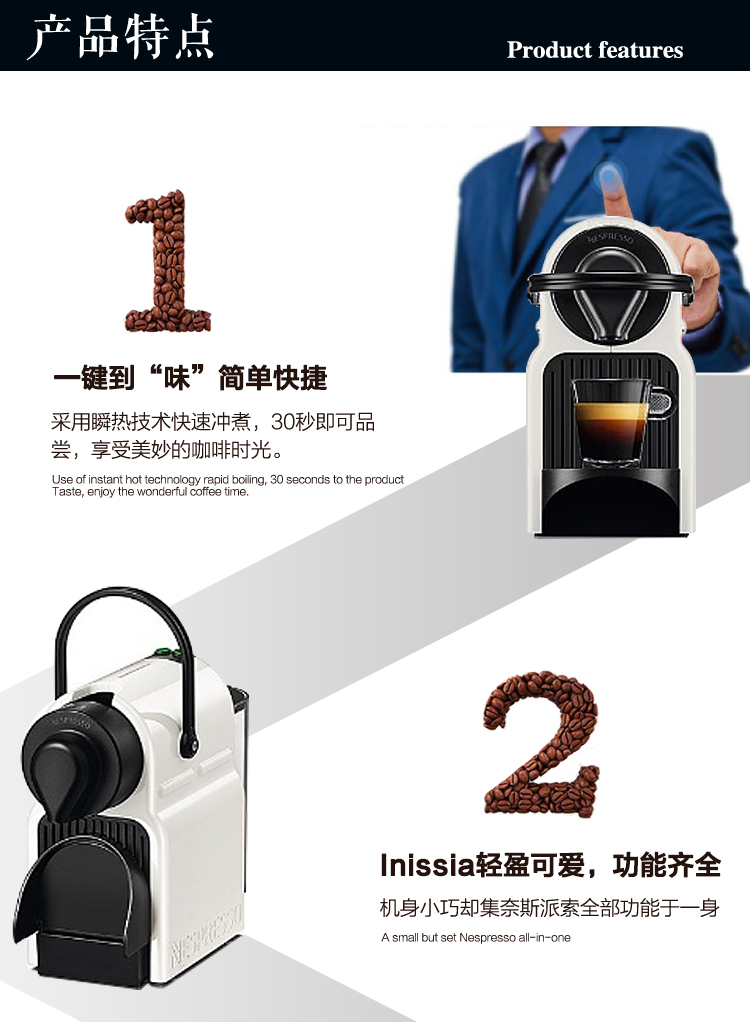 产品特点
Product features
1
NESPRESSO
一键到“味”简单快捷
采用瞬热技术快速冲煮，30秒即可品
尝，享受美妙的咖啡时光。
Use of instant hot technology rapid boiling, 30 seconds to the product
Taste, enjoy the wonderful coffee time.
NESPRESSO
2
Inissia轻盈可爱，功能齐全
机身小巧却集奈斯派索全部功能于一身
A small but set Nespresso all-in-one
NESPRESSO